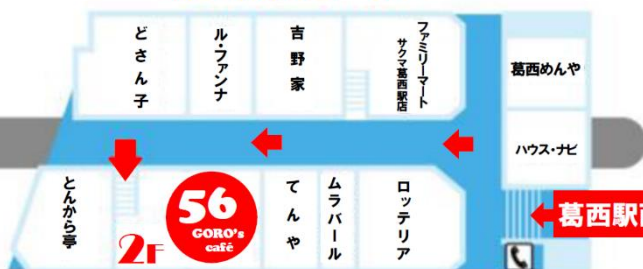 どさん子
ル・ファンナ
吉野家
ファミリーマート
サクマ葛西駅店
葛西めんや
ハウス・ナビ
とんから亭
2F
56
GORO's
café
てんや
ムラバール
ロッテリア
葛西駅